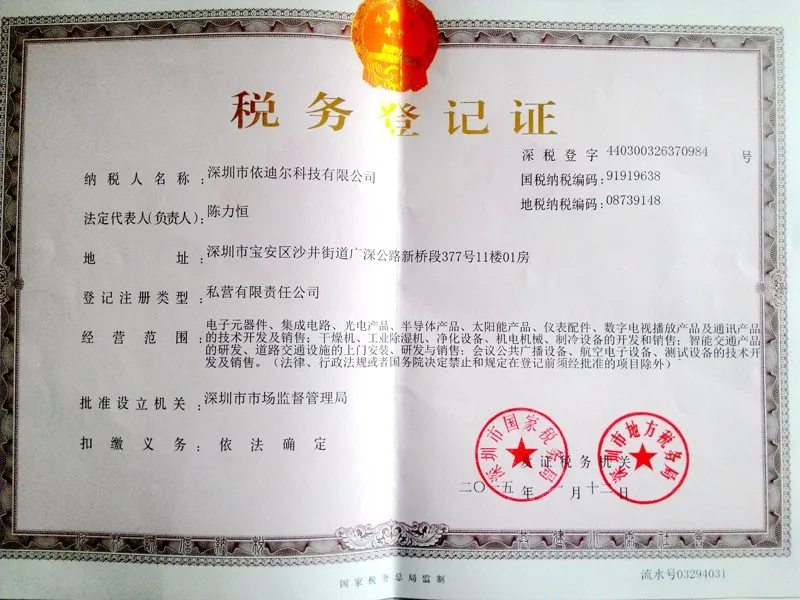 税务登记证
深税登字 440300326370984 号
纳税人名称：深圳市依迪尔科技有限公司
国税纳税编码：91919638
法定代表人(负责人)：陈力恒
地税纳税编码：08739148
地址：深圳市宝安区沙井街道广深公路新桥段377号11楼01房
登记注册类型：私营有限责任公司
经营范围：电子元器件、集成电路、光电产品、半导体产品、太阳能产品、仪表配件、数字电视播放产品及通讯产品
的技术开发及销售；干燥机、工业除湿机、净化设备、机电机械、制冷设备的开发和销售；智能交通产品
的研发、道路交通设施的上门安装、研发与销售；会议公共广播设备、航空电子设备、测试设备的技术开
发及销售。（法律、行政法规或者国务院决定禁止和规定在登记前须经批准的项目除外）
批准设立机关：深圳市市场监督管理局
扣缴义务：依法确定
深圳市国家税务局
深圳市地方税务局
发证税务机关
二〇一五年一月十二日
国家税务总局监制
流水号03294031